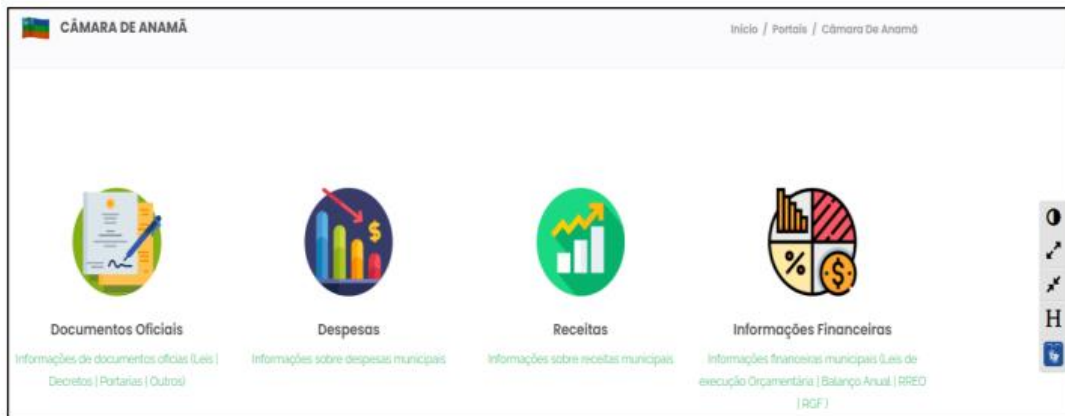 CÂMARA DE ANAMÃ
Início / Portais / Câmara De Anamã
Documentos Oficiais
Informações de documentos oficias (Leis |
Decretos | Portarias | Outros)
Despesas
Informações sobre despesas municipais
Receitas
Informações sobre receitas municipais
Informações Financeiras
Informações financeiras municipais (Leis de
execução Orçamentária | Balanço Anual | RREO
| RGF )
H